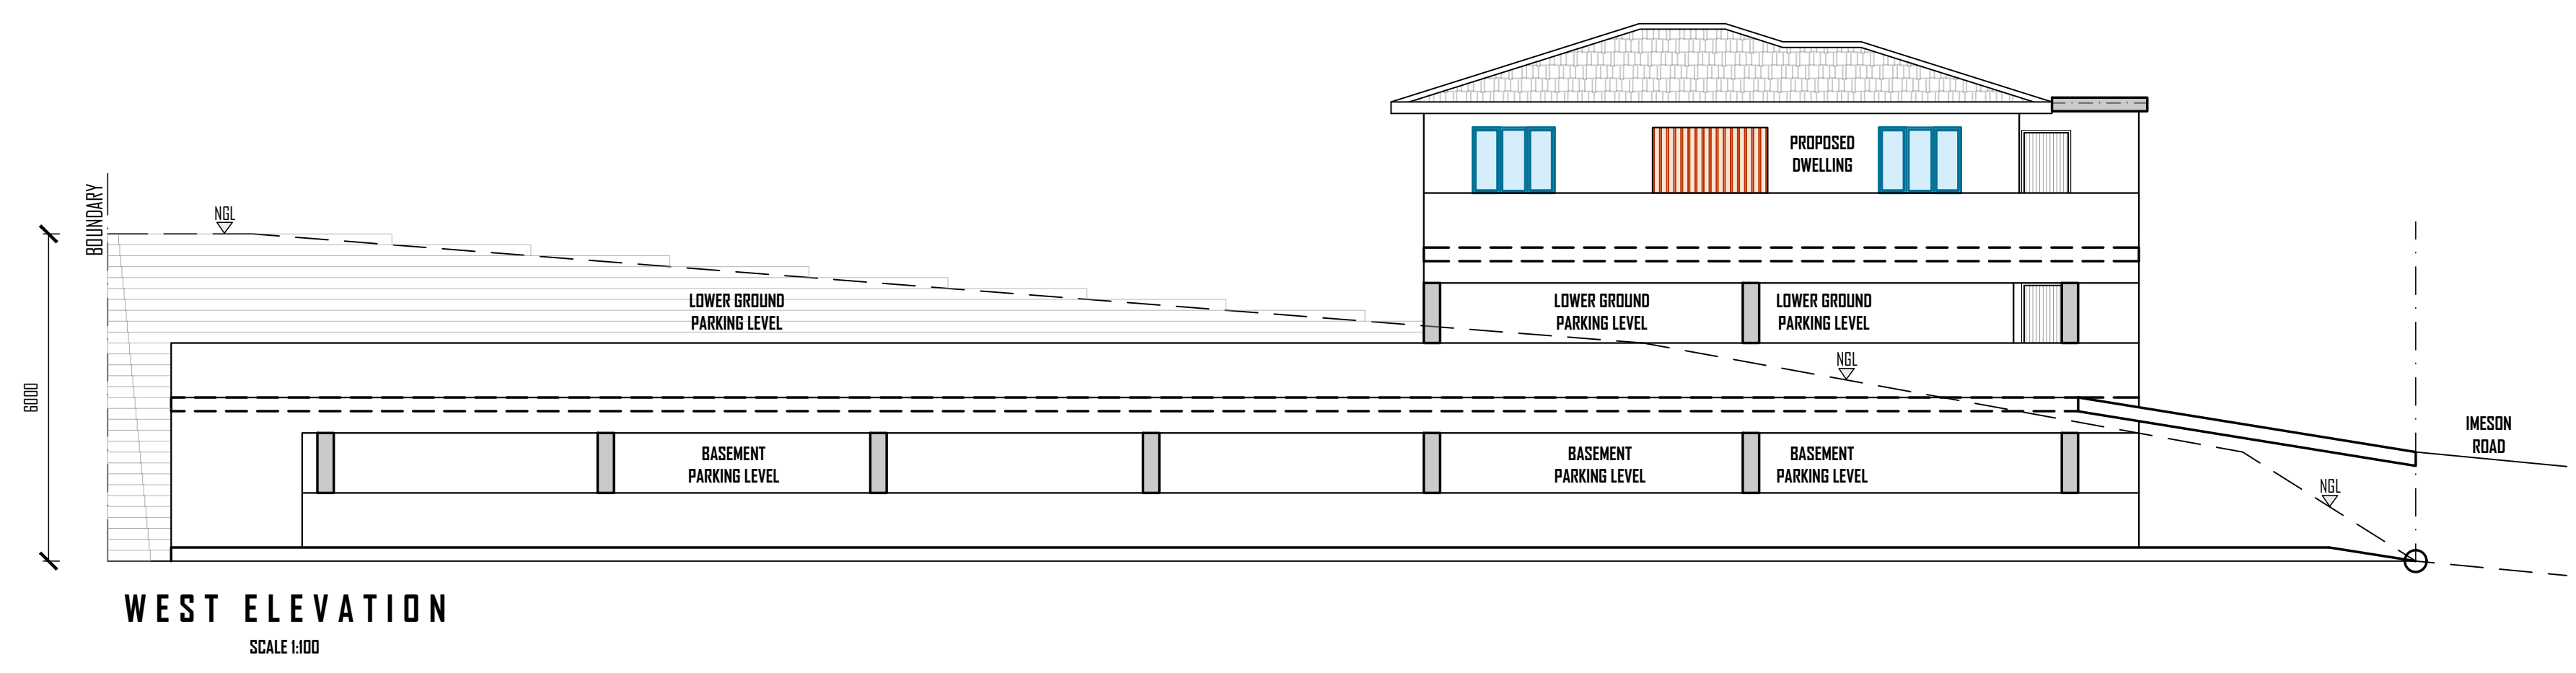 PROPOSED
DWELLING
BOUNDARY
NGL
LOWER GROUND
PARKING LEVEL
LOWER GROUND
PARKING LEVEL
LOWER GROUND
PARKING LEVEL
NGL
6000
IMESON
ROAD
BASEMENT
PARKING LEVEL
BASEMENT
PARKING LEVEL
BASEMENT
PARKING LEVEL
NGL
WEST ELEVATION
SCALE 1:100